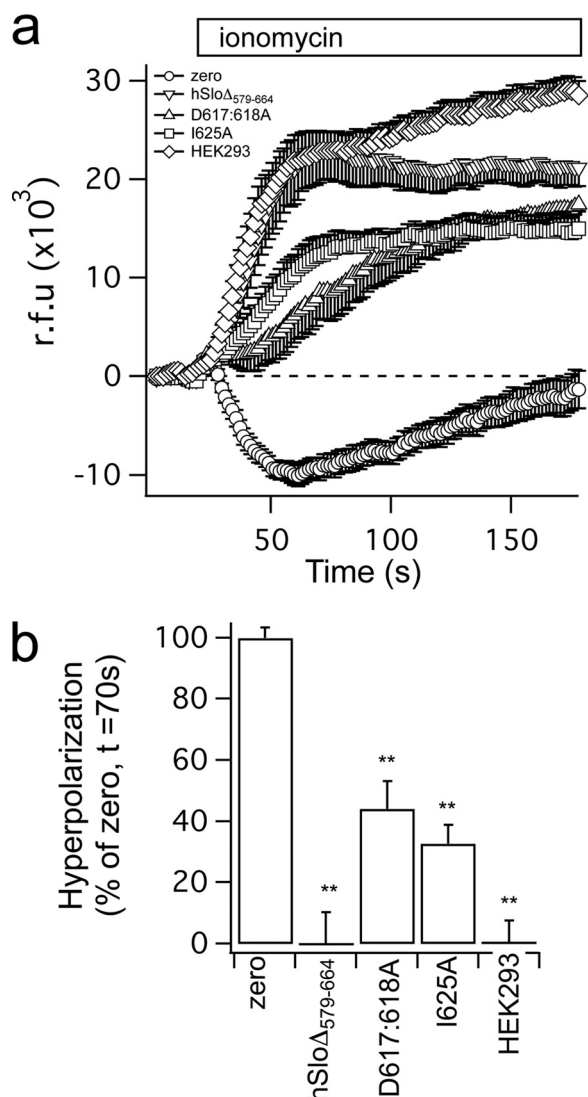 a
ionomycin
zero
hSloΔ579-664
D617:618A
I625A
HEK293
r.f.u (x10³)
30
20
10
0
-10
50
100
150
Time (s)
b
Hyperpolarization
(% of zero, t =70s)
100
80
60
40
20
0
**
**
**
**
zero
hSloΔ579-664
D617:618A
I625A
HEK293